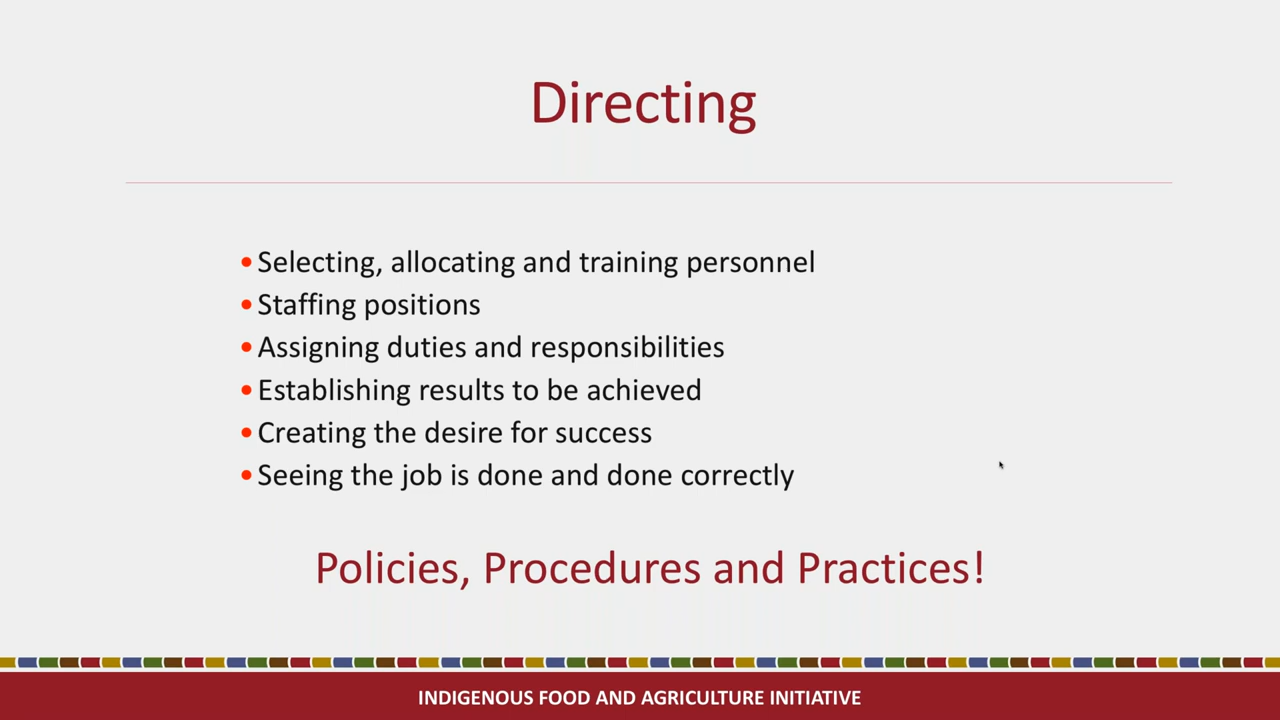 Directing
•Selecting, allocating and training personnel
•Staffing positions
•Assigning duties and responsibilities
•Establishing results to be achieved
•Creating the desire for success
•Seeing the job is done and done correctly
Policies, Procedures and Practices!
INDIGENOUS FOOD AND AGRICULTURE INITIATIVE